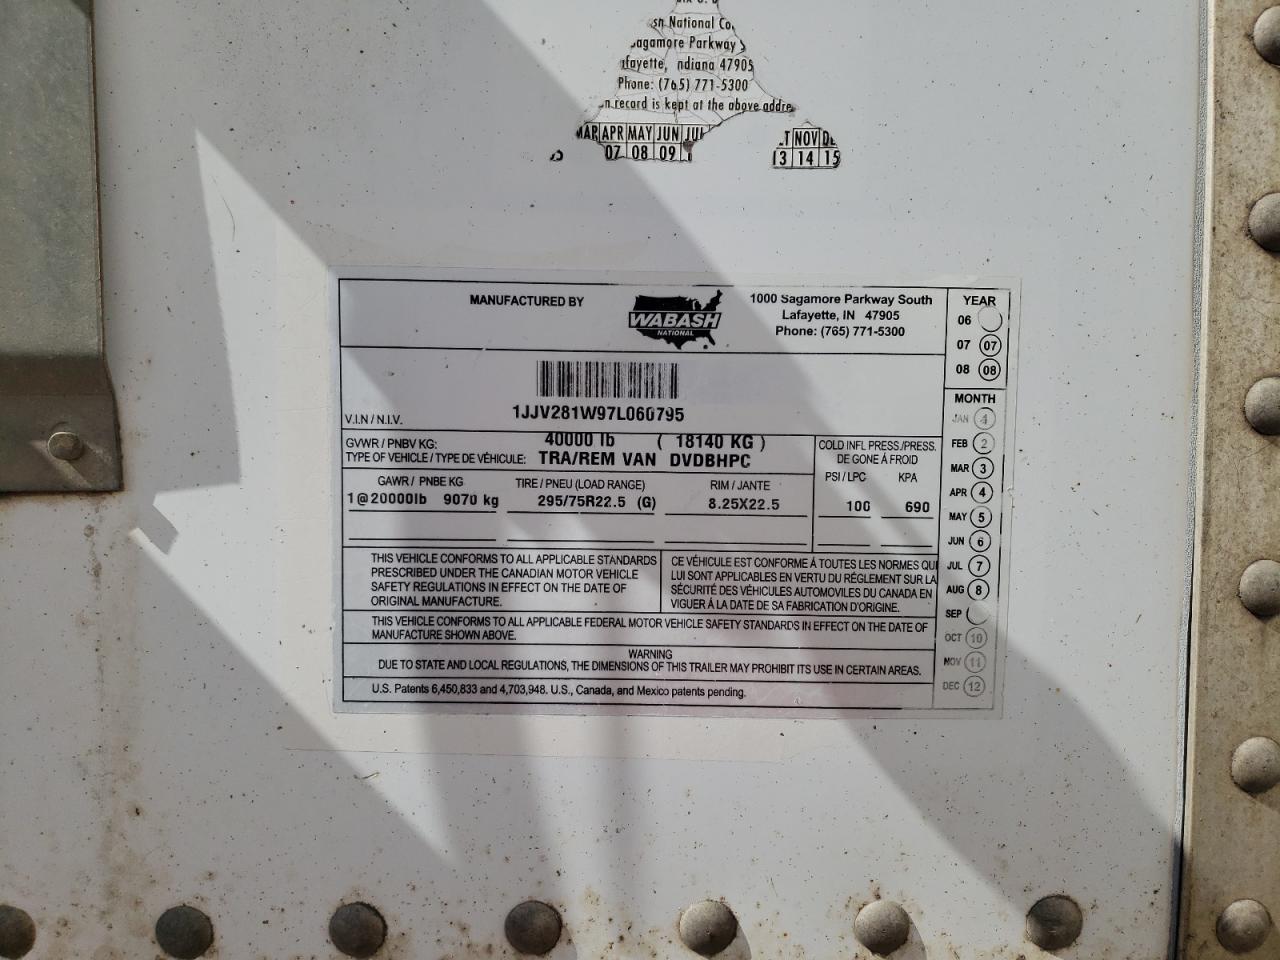 National Co
Parkway
47905
Phone: (765) 771-5300
record is kept at the above
APR MAY JUN
07 08 09
NOV
14 15
MANUFACTURED BY
WABASH
NATIONAL
1000 Sagamore Parkway South
Lafayette, IN 47905
Phone: (765) 771-5300
YEAR
06
07 07
08 08
V.I.N / N.I.V.
1JJV281W97L060795
GVWR / PNBV KG: 40000 lb ( 18140 KG )
TYPE OF VEHICLE / TYPE DE VÉHICULE: TRA/REM VAN DVDBHPC
COLD INFL PRESS./PRESS.
DE GONE Á FROID
PSI / LPC KPA
100 690
GAWR / PNBE KG
1@20000lb 9070 kg
TIRE / PNEU (LOAD RANGE)
295/75R22.5 (G)
RIM / JANTE
8.25X22.5
MONTH
JAN
FEB 2
MAR 3
APR 4
MAY 5
JUN 6
JUL 7
AUG 8
SEP
OCT 10
NOV 11
DEC 12
THIS VEHICLE CONFORMS TO ALL APPLICABLE STANDARDS
PRESCRIBED UNDER THE CANADIAN MOTOR VEHICLE
SAFETY REGULATIONS IN EFFECT ON THE DATE OF
ORIGINAL MANUFACTURE.
CE VÉHICULE EST CONFORME Á TOUTES LES NORMES QUI
LUI SONT APPLICABLES EN VERTU DU RÉGLEMENT SUR LA
SÉCURITÉ DES VÉHICULES AUTOMOVILES DU CANADA EN
VIGUER Á LA DATE DE SA FABRICATION D'ORIGINE.
THIS VEHICLE CONFORMS TO ALL APPLICABLE FEDERAL MOTOR VEHICLE SAFETY STANDARDS IN EFFECT ON THE DATE OF
MANUFACTURE SHOWN ABOVE.
WARNING
DUE TO STATE AND LOCAL REGULATIONS, THE DIMENSIONS OF THIS TRAILER MAY PROHIBIT ITS USE IN CERTAIN AREAS.
U.S. Patents 6,450,833 and 4,703,948. U.S., Canada, and Mexico patents pending.